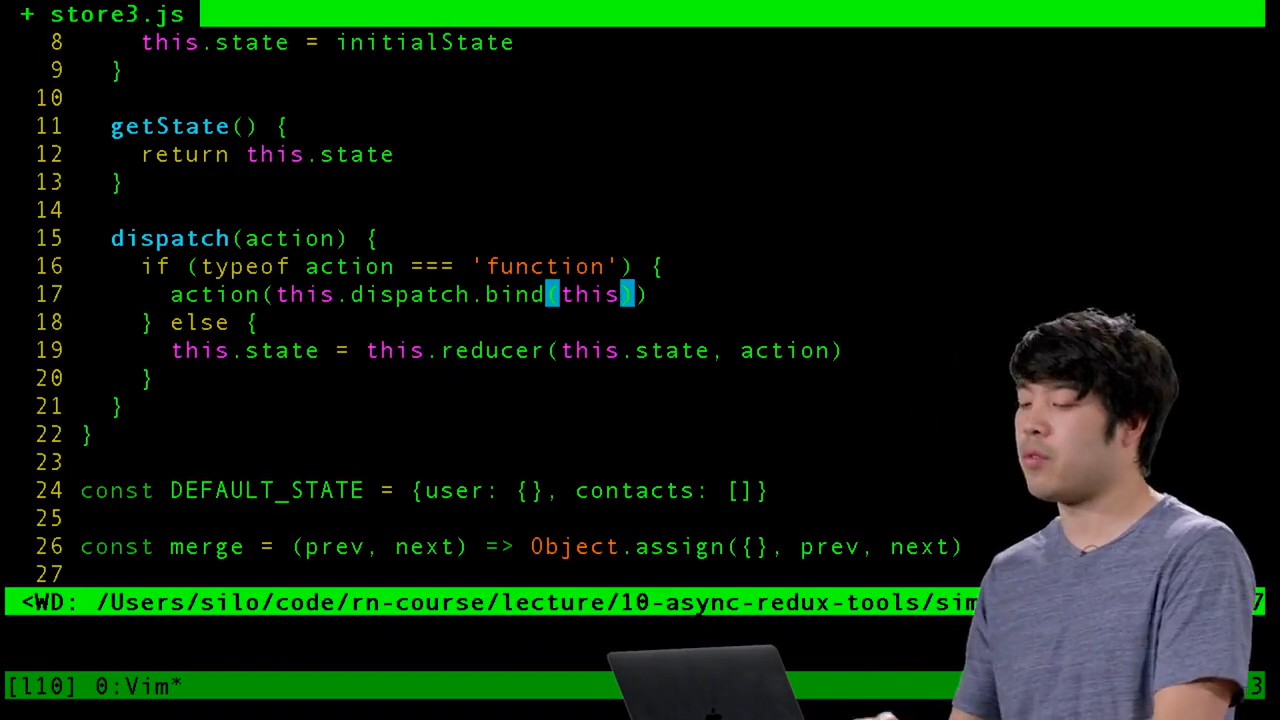 + store3.js
8 this.state = initialState
9 }
10
11 getState() {
12 return this.state
13 }
14
15 dispatch(action) {
16 if (typeof action === 'function') {
17 action(this.dispatch.bind(this))
18 } else {
19 this.state = this.reducer(this.state, action)
20 }
21 }
22 }
23
24 const DEFAULT_STATE = {user: {}, contacts: []}
25
26 const merge = (prev, next) => Object.assign({}, prev, next)
27
<WD: /Users/silo/code/rn-course/lecture/10-async-redux-tools/sim 7
[l10] 0:Vim* 3